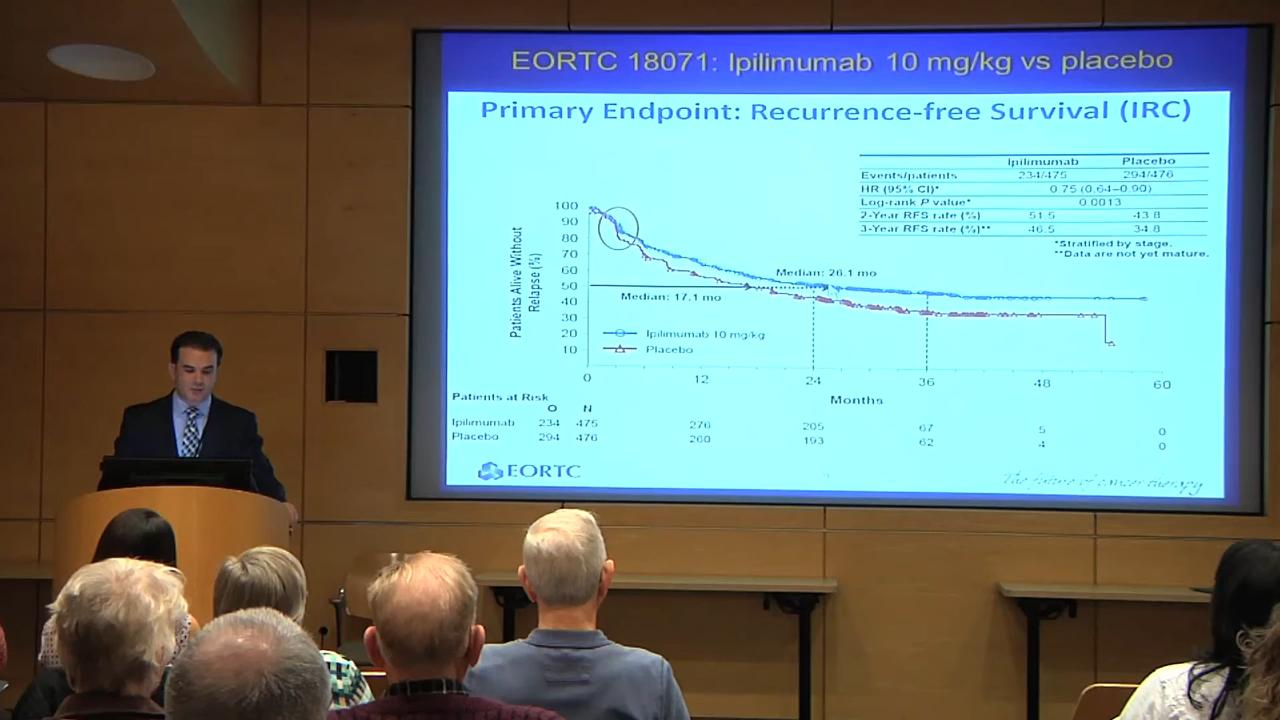 EORTC 18071: Ipilimumab 10 mg/kg vs placebo
Primary Endpoint: Recurrence-free Survival (IRC)
Ipilimumab Placebo
Events/patients 234/475 294/476
HR (95% CI)* 0.75 (0.64–0.90)
Log-rank P value* 0.0013
2-Year RFS rate (%) 51.5 43.8
3-Year RFS rate (%)** 46.5 34.8
*Stratified by stage.
**Data are not yet mature.
Patients Alive Without
Relapse (%)
100
90
80
70
60
50
40
30
20
10
Median: 26.1 mo
Median: 17.1 mo
Ipilimumab 10 mg/kg
Placebo
0 12 24 36 48 60
Months
Patients at Risk
O N
Ipilimumab 234 475 276 205 67 5 0
Placebo 294 476 260 193 62 4 0
EORTC
The future of cancer therapy